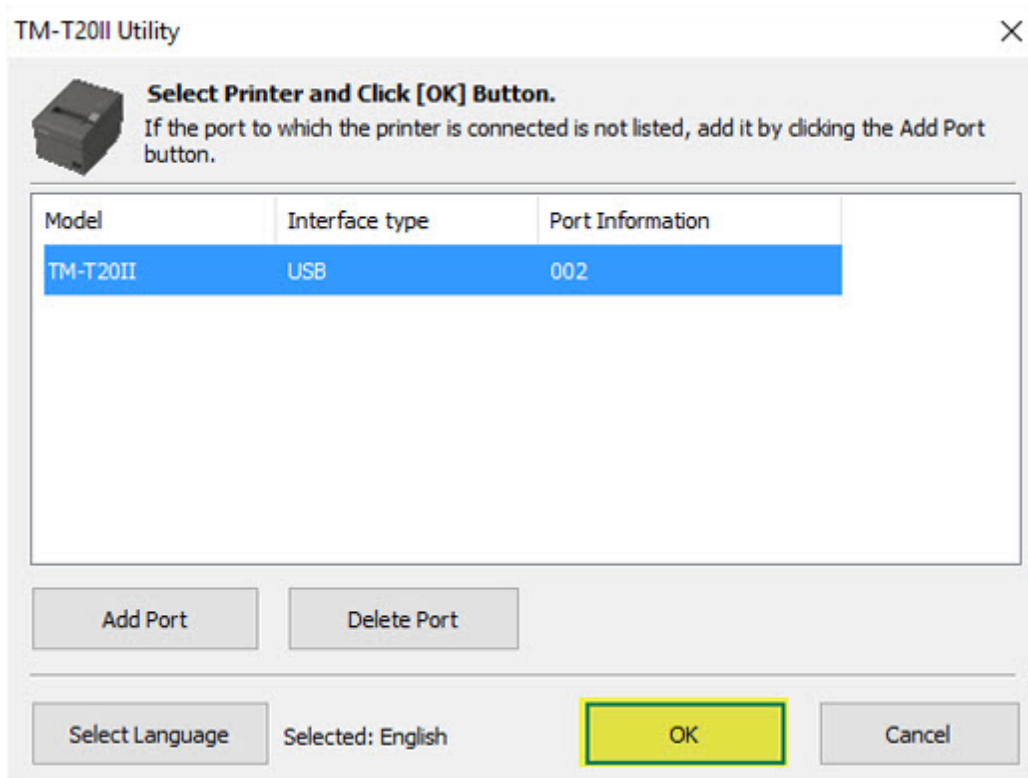 TM-T20II Utility
Select Printer and Click [OK] Button.
If the port to which the printer is connected is not listed, add it by clicking the Add Port
button.
Model Interface type Port Information
TM-T20II USB 002
Add Port Delete Port
Select Language Selected: English OK Cancel